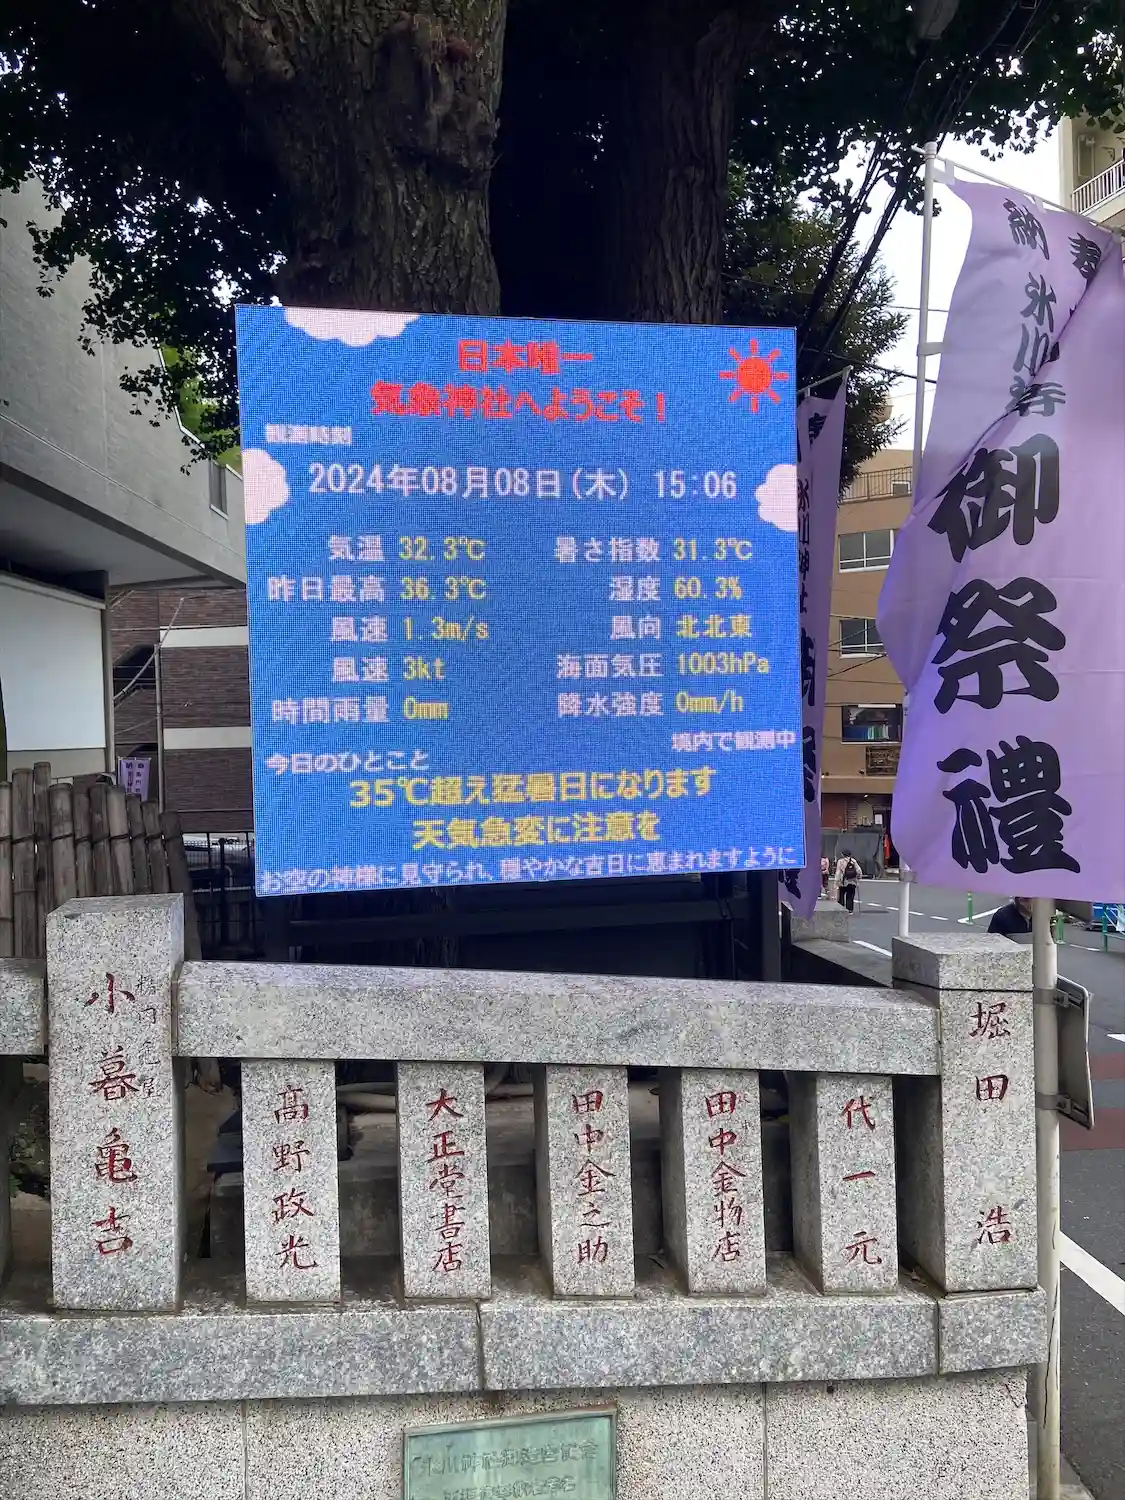 日本唯一
気象神社へようこそ!
観測時刻
2024年08月08日(木) 15:06
気温 32.3℃ 暑さ指数 31.3℃
昨日最高 36.3℃ 湿度 60.3%
風速 1.3m/s 風向 北北東
風速 3kt 海面気圧 1003hPa
時間雨量 0mm 降水強度 0mm/h
境内で観測中
今日のひとこと
35℃超え猛暑日になります
天気急変に注意を
お空の神様に見守られ、穏やかな吉日に恵まれますように
奉
納
氷川神
御祭禮
氷川神社
堀田 浩
代一元
田中金物店
田中金之助
大正堂書店
髙野政光
小暮亀吉